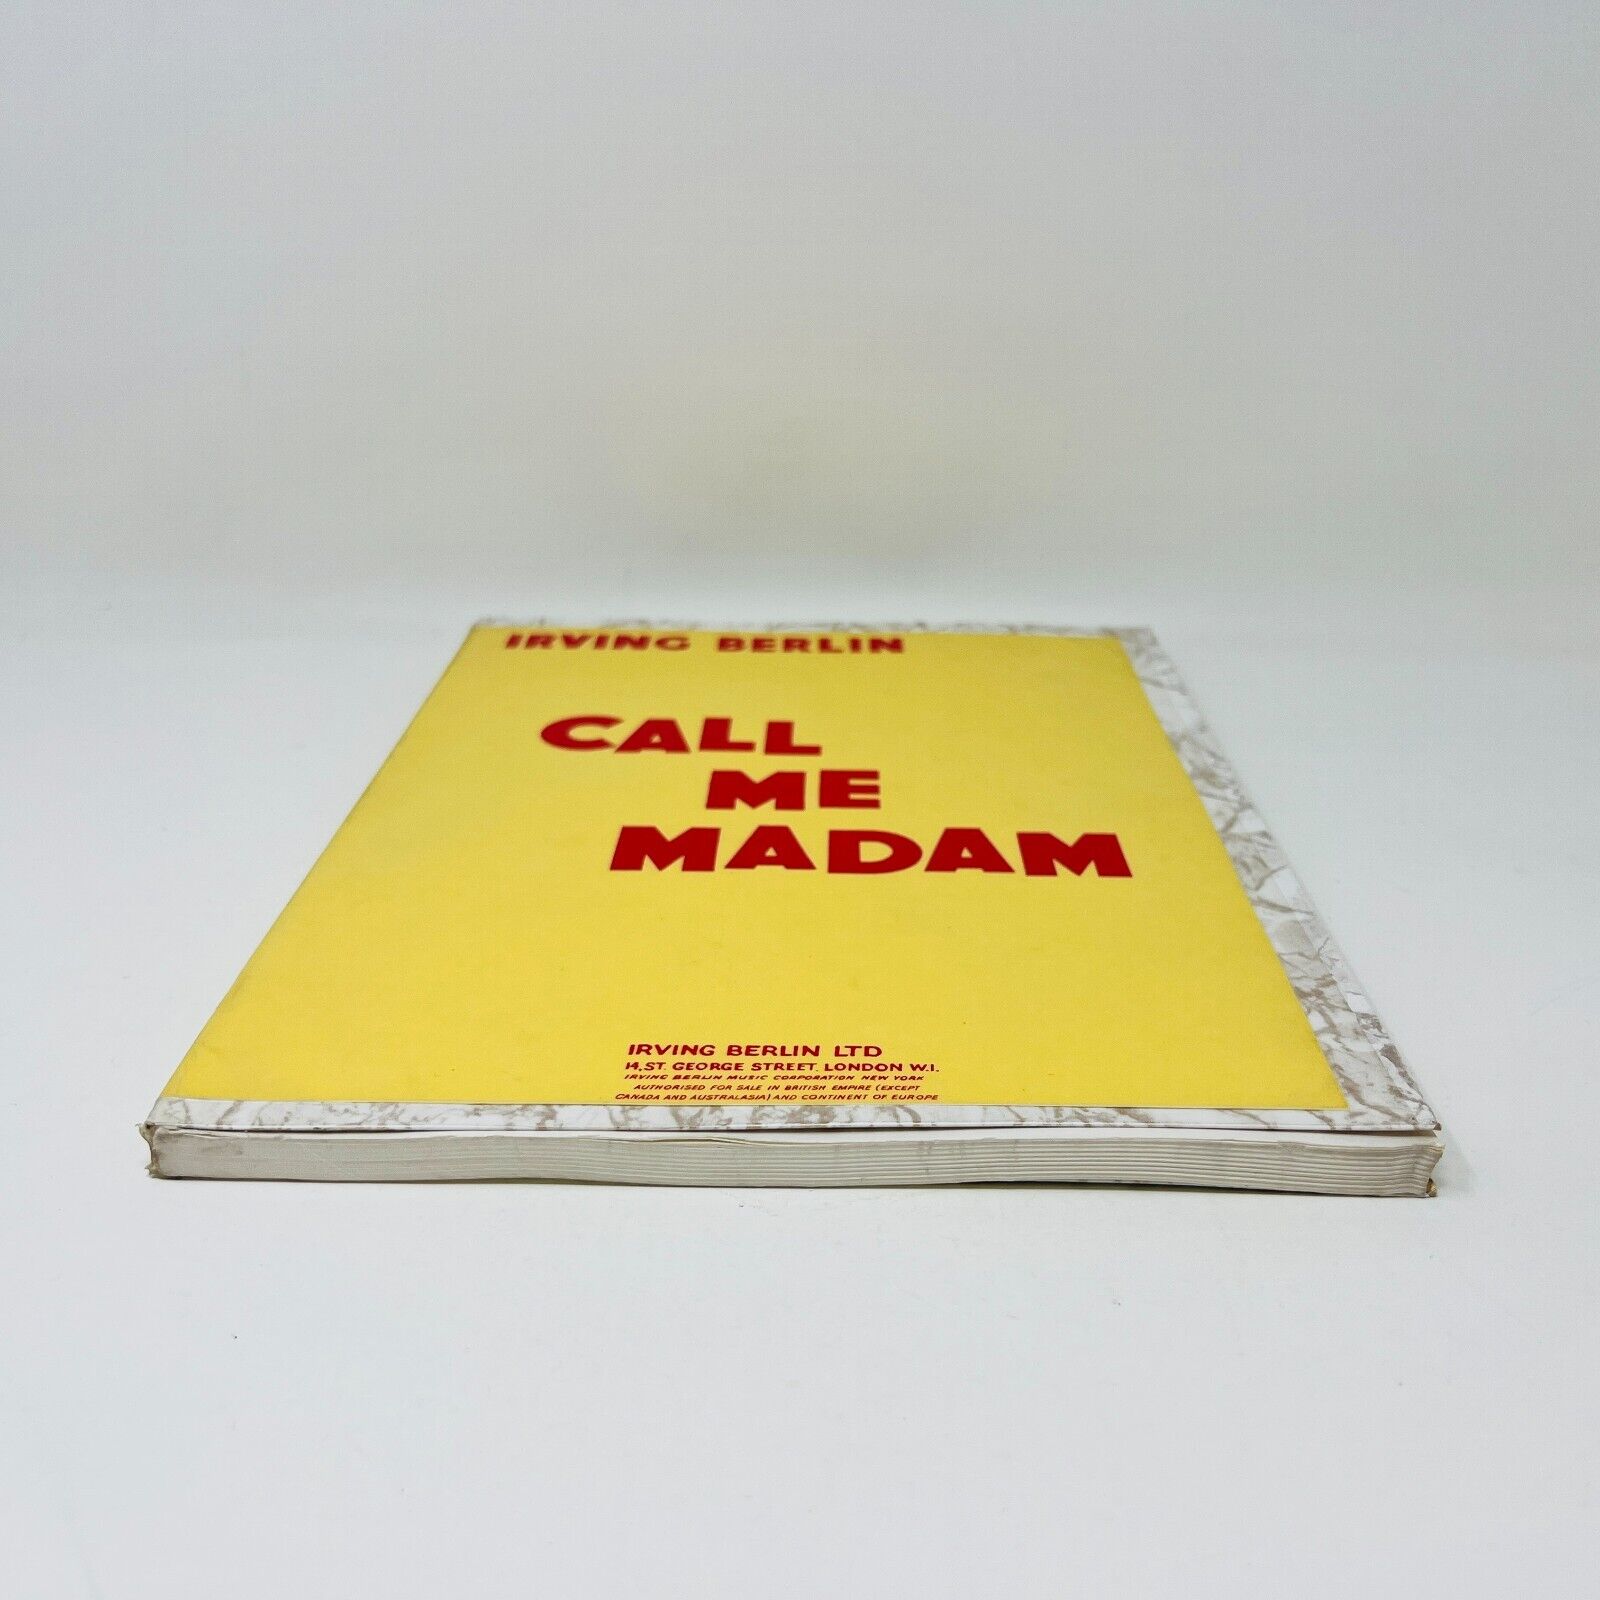 IRVING BERLIN
CALL
ME
MADAM
IRVING BERLIN LTD
14, ST. GEORGE STREET, LONDON W.1.
IRVING BERLIN MUSIC CORPORATION NEW YORK
AUTHORISED FOR SALE IN BRITISH EMPIRE (EXCEPT
CANADA AND AUSTRALASIA) AND CONTINENT OF EUROPE